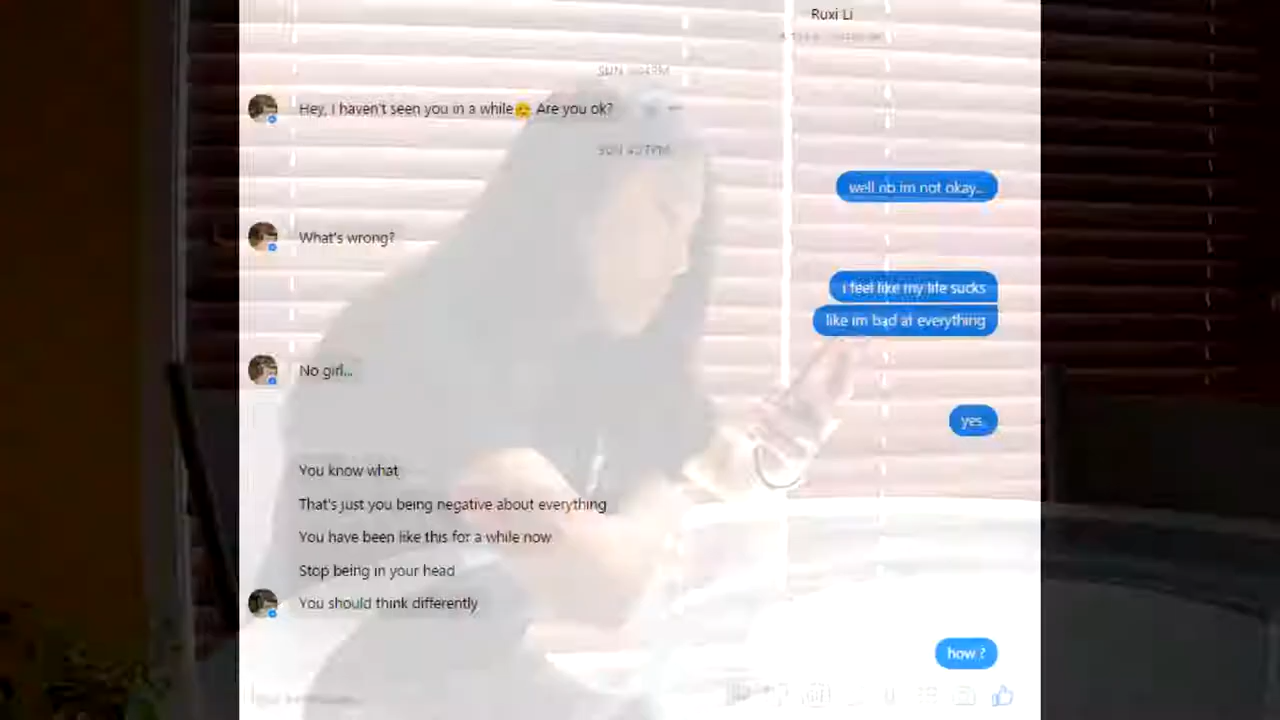 Ruxi Li
SUN
Hey, I haven't seen you in a while😟 Are you ok?
SUN 4:37PM
well no im not okay...
What's wrong?
i feel like my life sucks
like im bad at everything
No girl...
yes
You know what
That's just you being negative about everything
You have been like this for a while now
Stop being in your head
You should think differently
how ?